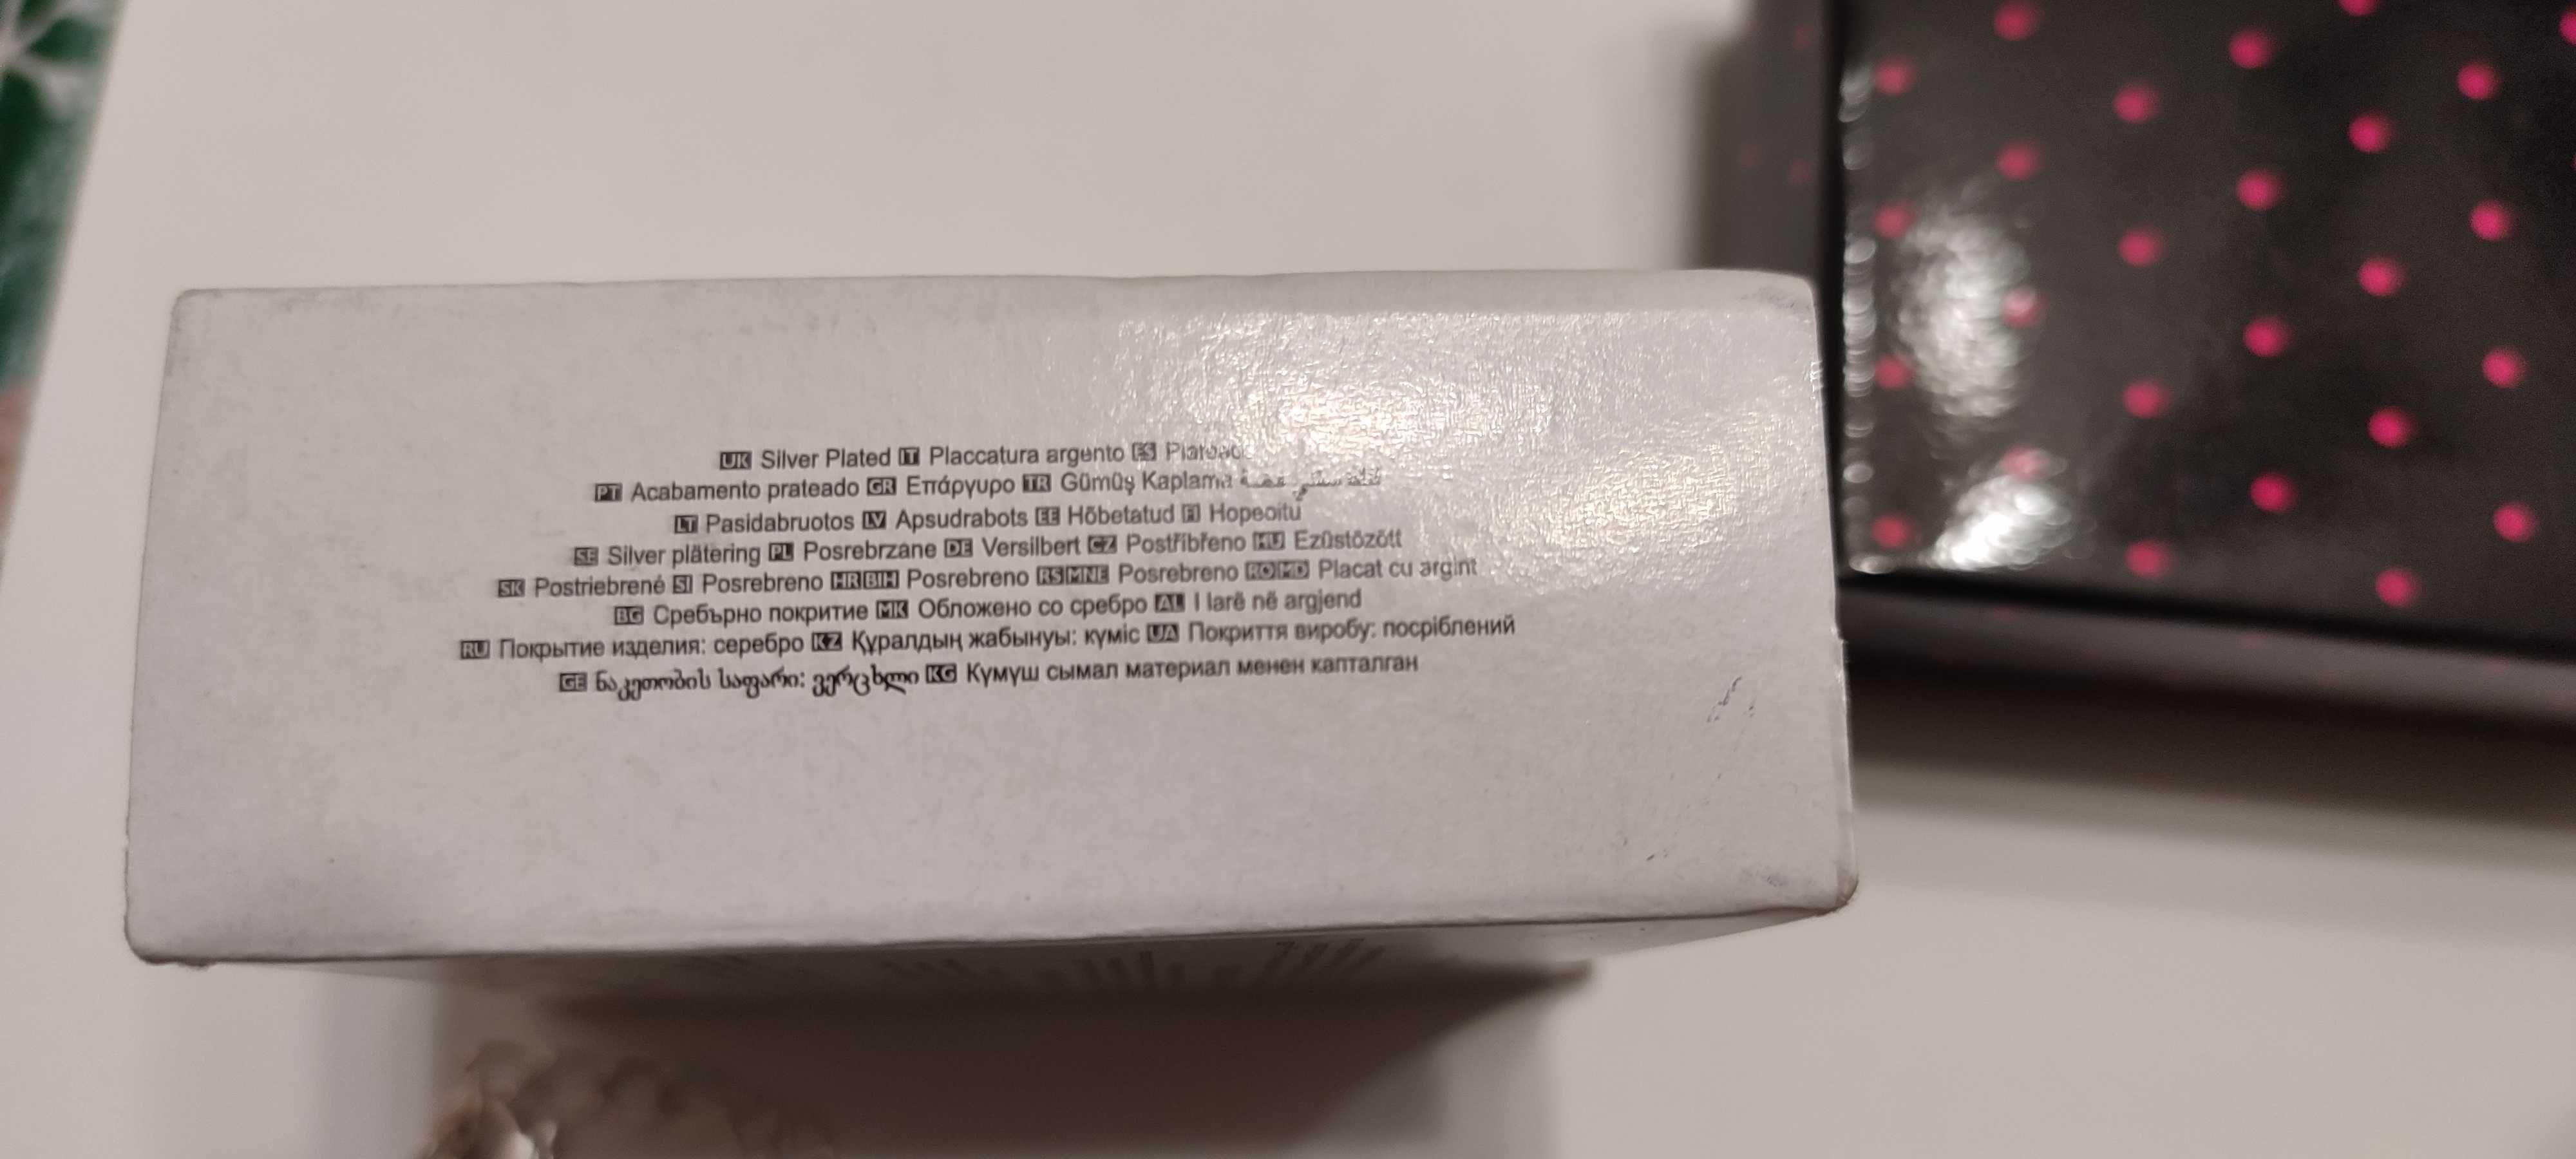 UK Silver Plated IT Placcatura argento ES
PT Acabamento prateado GR Επάργυρο TR Gümüş Kaplama
LT Pasidabruotos LV Apsudrabots EE Hõbetatud FI Hopeoitu
SE Silver plätering PL Posrebrzane DE Versilbert CZ Postříbřeno HU Ezüstözött
SK Postriebrené SI Posrebreno HR BIH Posrebreno RS MNE Posrebreno RO MD Placat cu argint
BG Сребърно покритие MK Обложено со сребро AL I larë në argjend
RU Покрытие изделия: серебро KZ Құралдың жабынуы: күміс UA Покриття виробу: посріблений
GE ნაკეთობის საფარი: ვერცხლი KG Күмүш сымал материал менен капталган